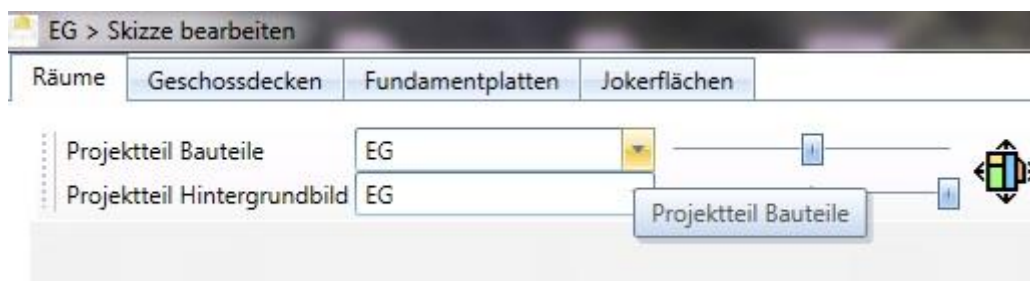 EG > Skizze bearbeiten
Räume Geschossdecken Fundamentplatten Jokerflächen
Projektteil Bauteile EG
Projektteil Hintergrundbild EG
Projektteil Bauteile